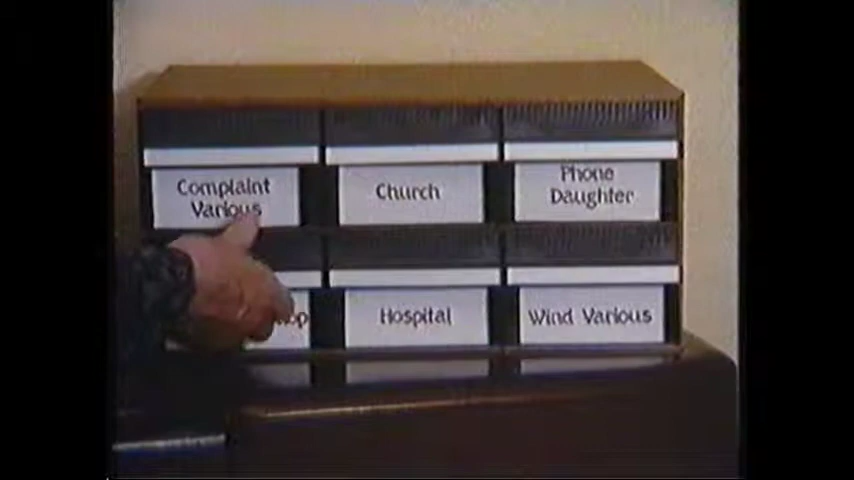 Complaint
Various
Church
Phone
Daughter
Hospital
Wind Various